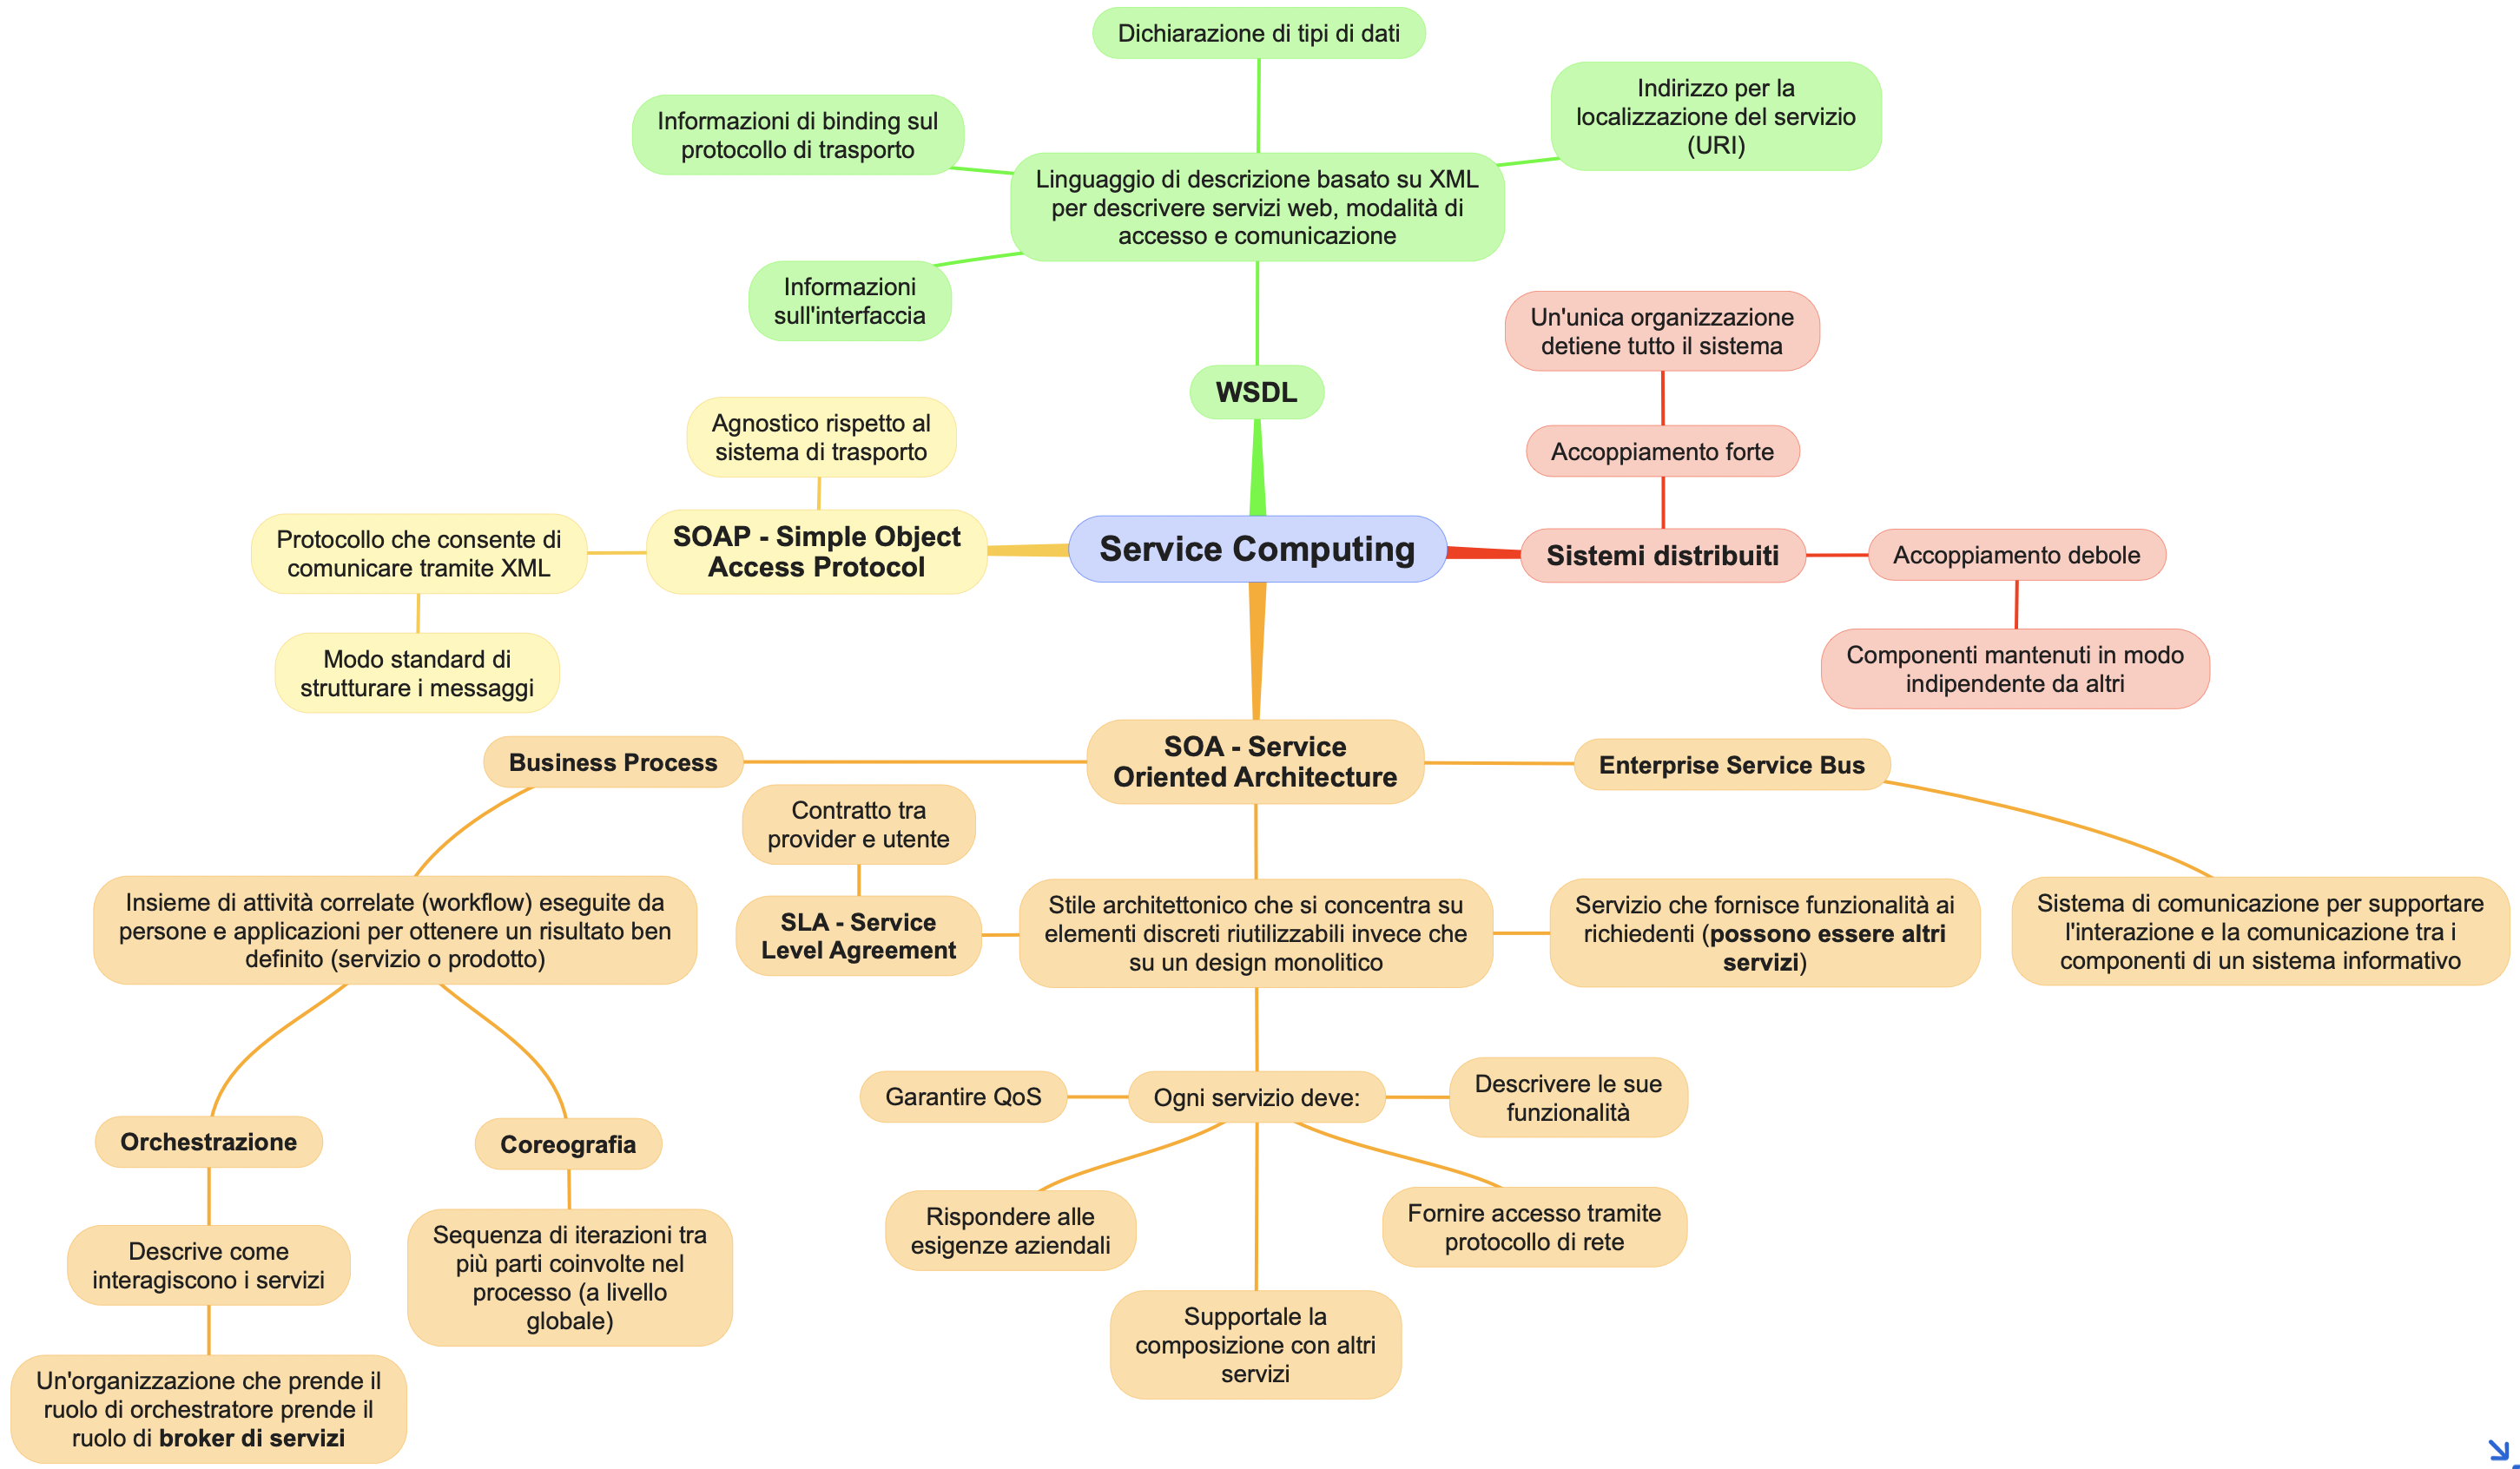 Dichiarazione di tipi di dati
Indirizzo per la
localizzazione del servizio
(URI)
Informazioni di binding sul
protocollo di trasporto
Linguaggio di descrizione basato su XML
per descrivere servizi web, modalità di
accesso e comunicazione
Informazioni
sull'interfaccia
WSDL
Un'unica organizzazione
detiene tutto il sistema
Accoppiamento forte
Agnostico rispetto al
sistema di trasporto
Protocollo che consente di
comunicare tramite XML
SOAP - Simple Object
Access Protocol
Service Computing
Sistemi distribuiti
Accoppiamento debole
Modo standard di
strutturare i messaggi
Componenti mantenuti in modo
indipendente da altri
Business Process
SOA - Service
Oriented Architecture
Enterprise Service Bus
Contratto tra
provider e utente
Insieme di attività correlate (workflow) eseguite da
persone e applicazioni per ottenere un risultato ben
definito (servizio o prodotto)
SLA - Service
Level Agreement
Stile architettonico che si concentra su
elementi discreti riutilizzabili invece che
su un design monolitico
Servizio che fornisce funzionalità ai
richiedenti (possono essere altri
servizi)
Sistema di comunicazione per supportare
l'interazione e la comunicazione tra i
componenti di un sistema informativo
Garantire QoS
Ogni servizio deve:
Descrivere le sue
funzionalità
Orchestrazione
Coreografia
Rispondere alle
esigenze aziendali
Fornire accesso tramite
protocollo di rete
Descrive come
interagiscono i servizi
Sequenza di iterazioni tra
più parti coinvolte nel
processo (a livello
globale)
Supportale la
composizione con altri
servizi
Un'organizzazione che prende il
ruolo di orchestratore prende il
ruolo di broker di servizi